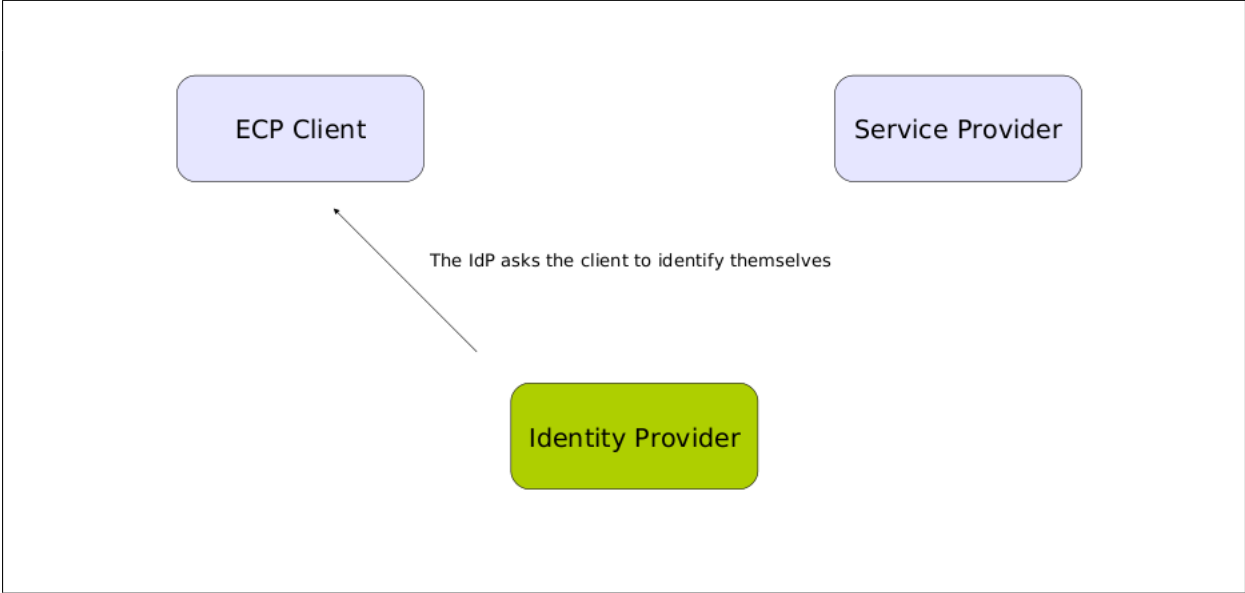 ECP Client
Service Provider
The IdP asks the client to identify themselves
Identity Provider